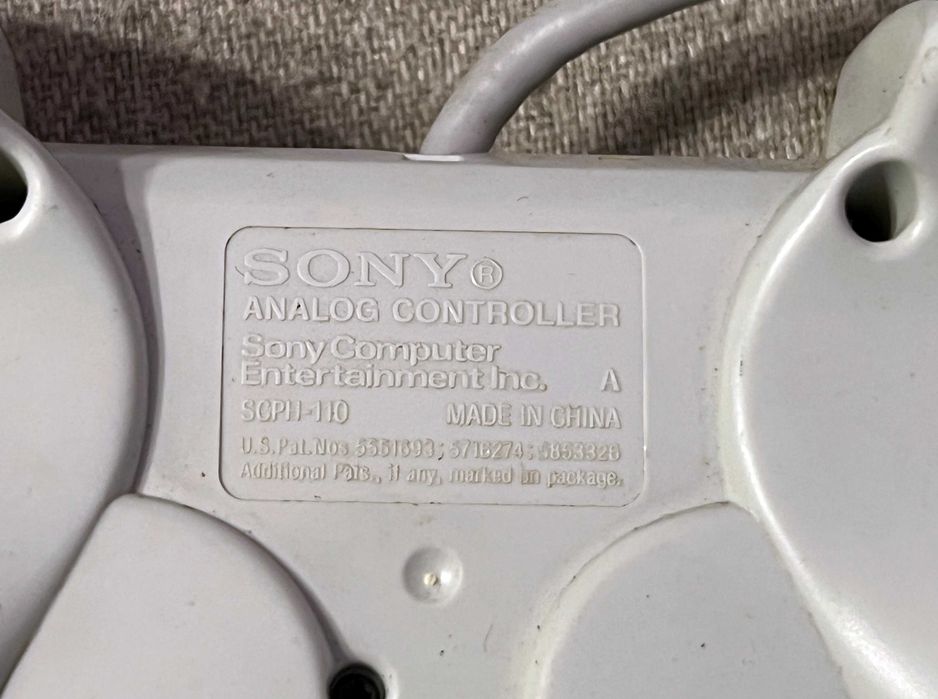 SONY®
ANALOG CONTROLLER
Sony Computer
Entertainment Inc. A
SCPH-110 MADE IN CHINA
U.S.Pat.Nos 5551693; 5716274; 5853326
Additional Pats., if any, marked on package.